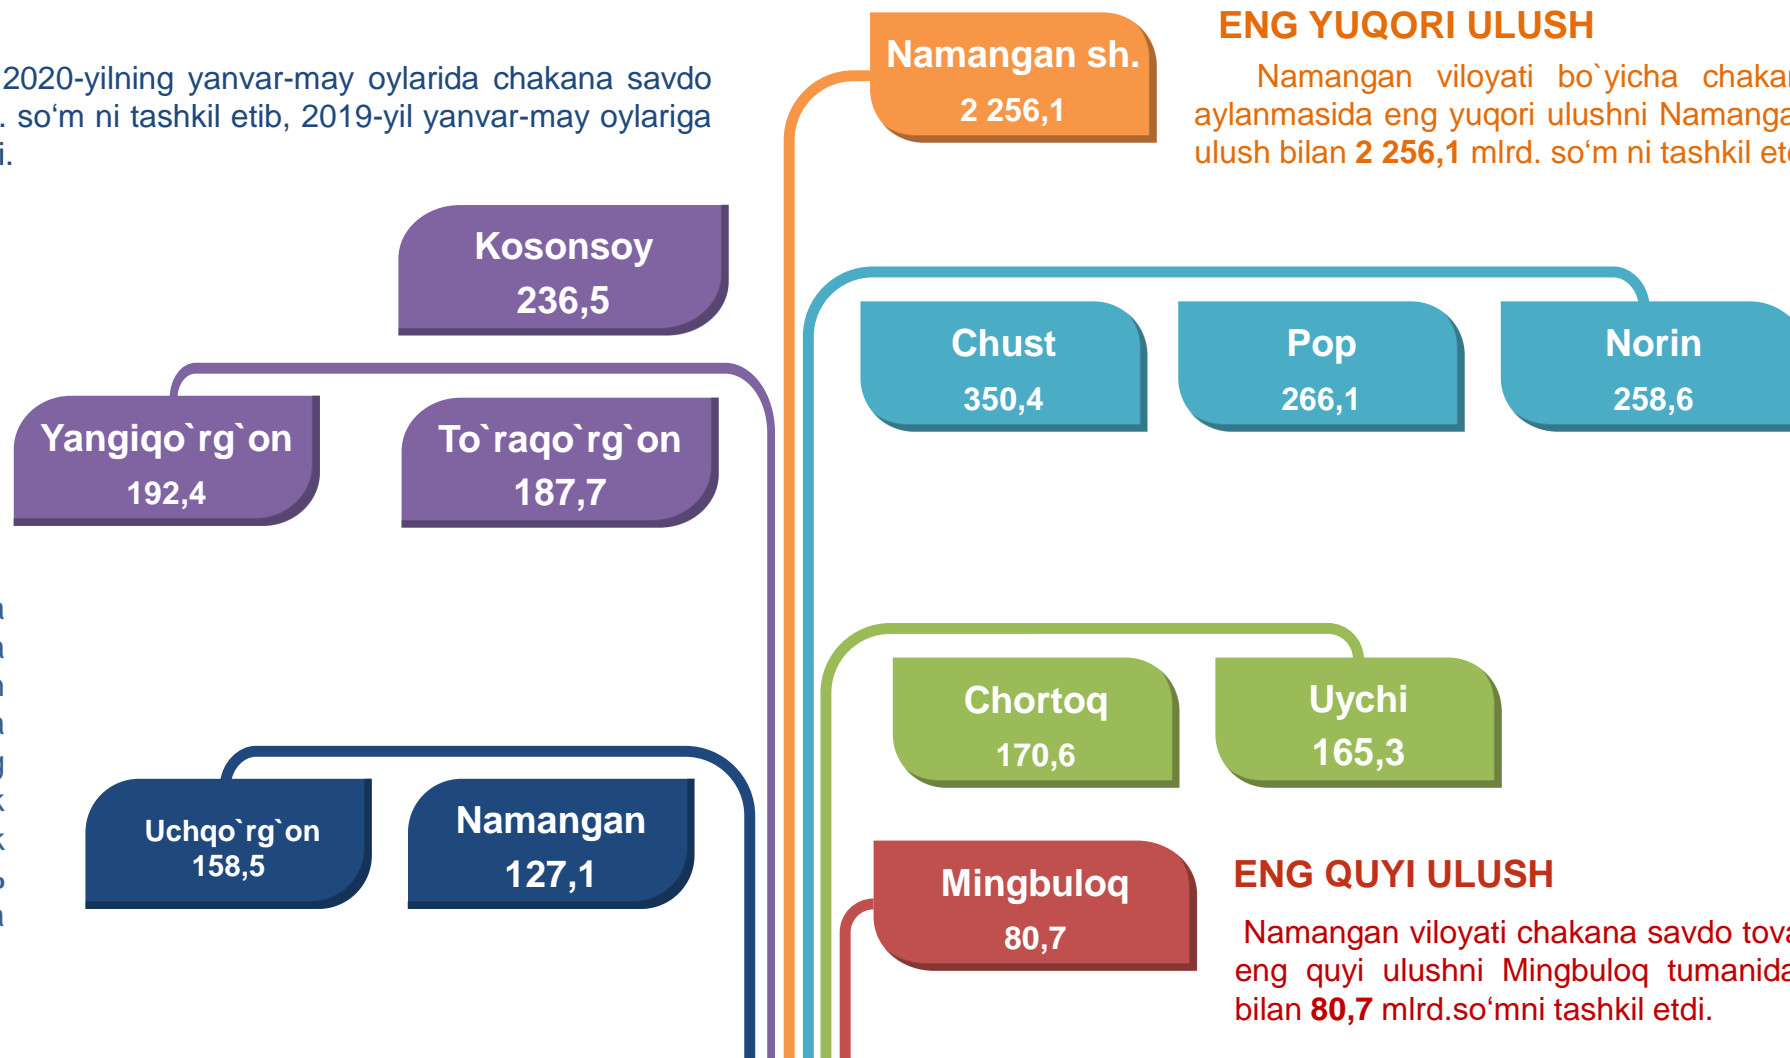 2020-yilning yanvar-may oylarida chakana savdo
. so‘m ni tashkil etib, 2019-yil yanvar-may oylariga
i.
Namangan sh.
2 256,1
ENG YUQORI ULUSH
Namangan viloyati bo`yicha
aylanmasida eng yuqori ulushni
ulush bilan 2 256,1 mlrd. so‘m ni tashkil
Kosonsoy
236,5
Chust
350,4
Pop
266,1
Norin
258,6
Yangiqo`rg`on
192,4
To`raqo`rg`on
187,7
Chortoq
170,6
Uychi
165,3
Uchqo`rg`on
158,5
Namangan
127,1
Mingbuloq
80,7
ENG QUYI ULUSH
Namangan viloyati chakana savdo
eng quyi ulushni Mingbuloq
bilan 80,7 mlrd.so‘mni tashkil etdi.